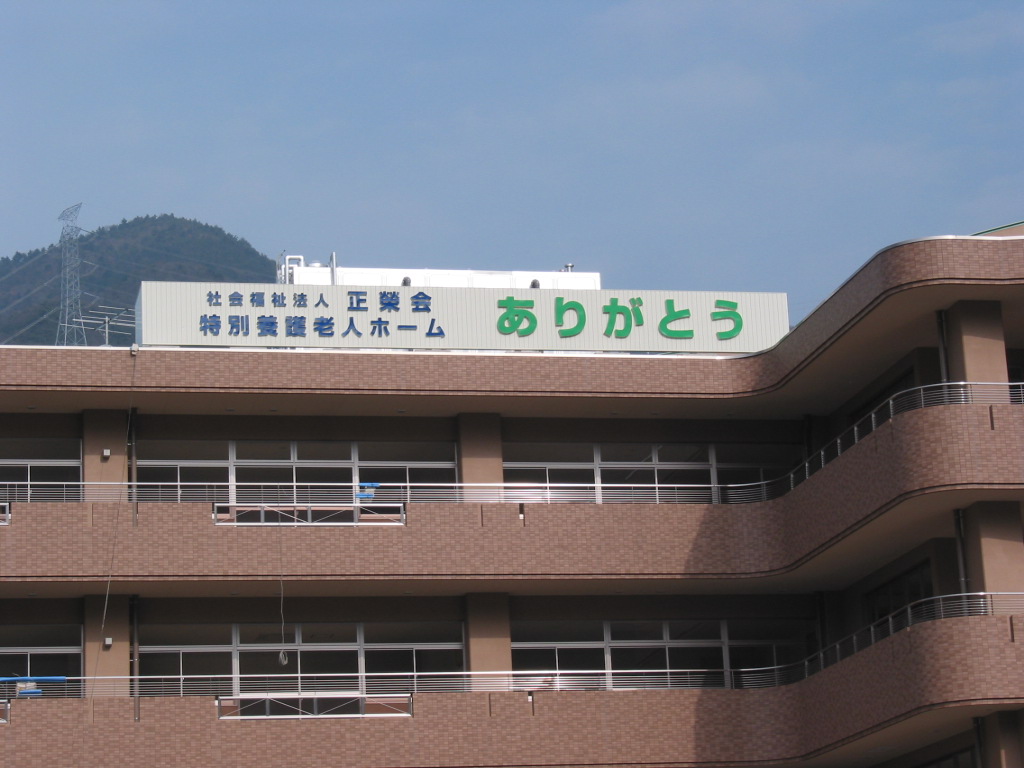 社会福祉法人 正榮会
特別養護老人ホーム
ありがとう